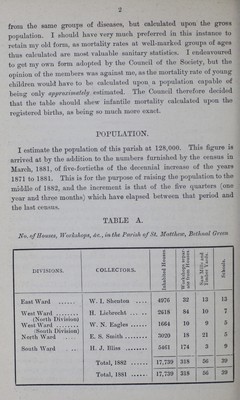 2
from the same groups of diseases, but calculated upon the gross
population. I should have very much preferred in this instance to
retain my old form, as mortality rates at well-marked groups of ages
thus calculated are most valuable sanitary statistics. I endeavoured
to get my own form adopted by the Council of the Society, but the
opinion of the members was against me, as the mortality rate of young
children would have to be calculated upon a population capable of
being only approximately estimated. The Council therefore decided
that the table should shew infantile mortality calculated upon the
registered births, as being so much more exact.
POPULATION.
I estimate the population of this parish at 128,000. This figure is
arrived at by the addition to the numbers furnished by the census in
March, 1881, of five-fortieths of the decennial increase of the years
1871 to 1881. This is for the purpose of raising the population to the
middle of 1882, and the increment is that of the five quarters (one
year and three months) which have elapsed between that period and
the last census.
TABLE A.
No. of Houses, Workshops, &c., in the Parish of St. Matthew, Bethnal Green
DIVISIONS. COLLECTORS. Inhabited Houses Workshops separate from Houses Saw Mills and Timber Yards Schools.
East Ward ...... W. I. Shouton .... 4976 32 13 13
West Ward ........ (North Division) H. Liebrecht .... 2618 84 10 7
West Ward ........ (South Division) W. N. Eagles ...... 1664 10 9 5
North Ward .... E. S. Smith ........ 3020 18 21 5
South Ward .... H. J. Bliss ........ 5461 174 3 9
Total, 1882 ...... 17,739 318 56 39
Total, 1881 ...... 17,739 318 56 39